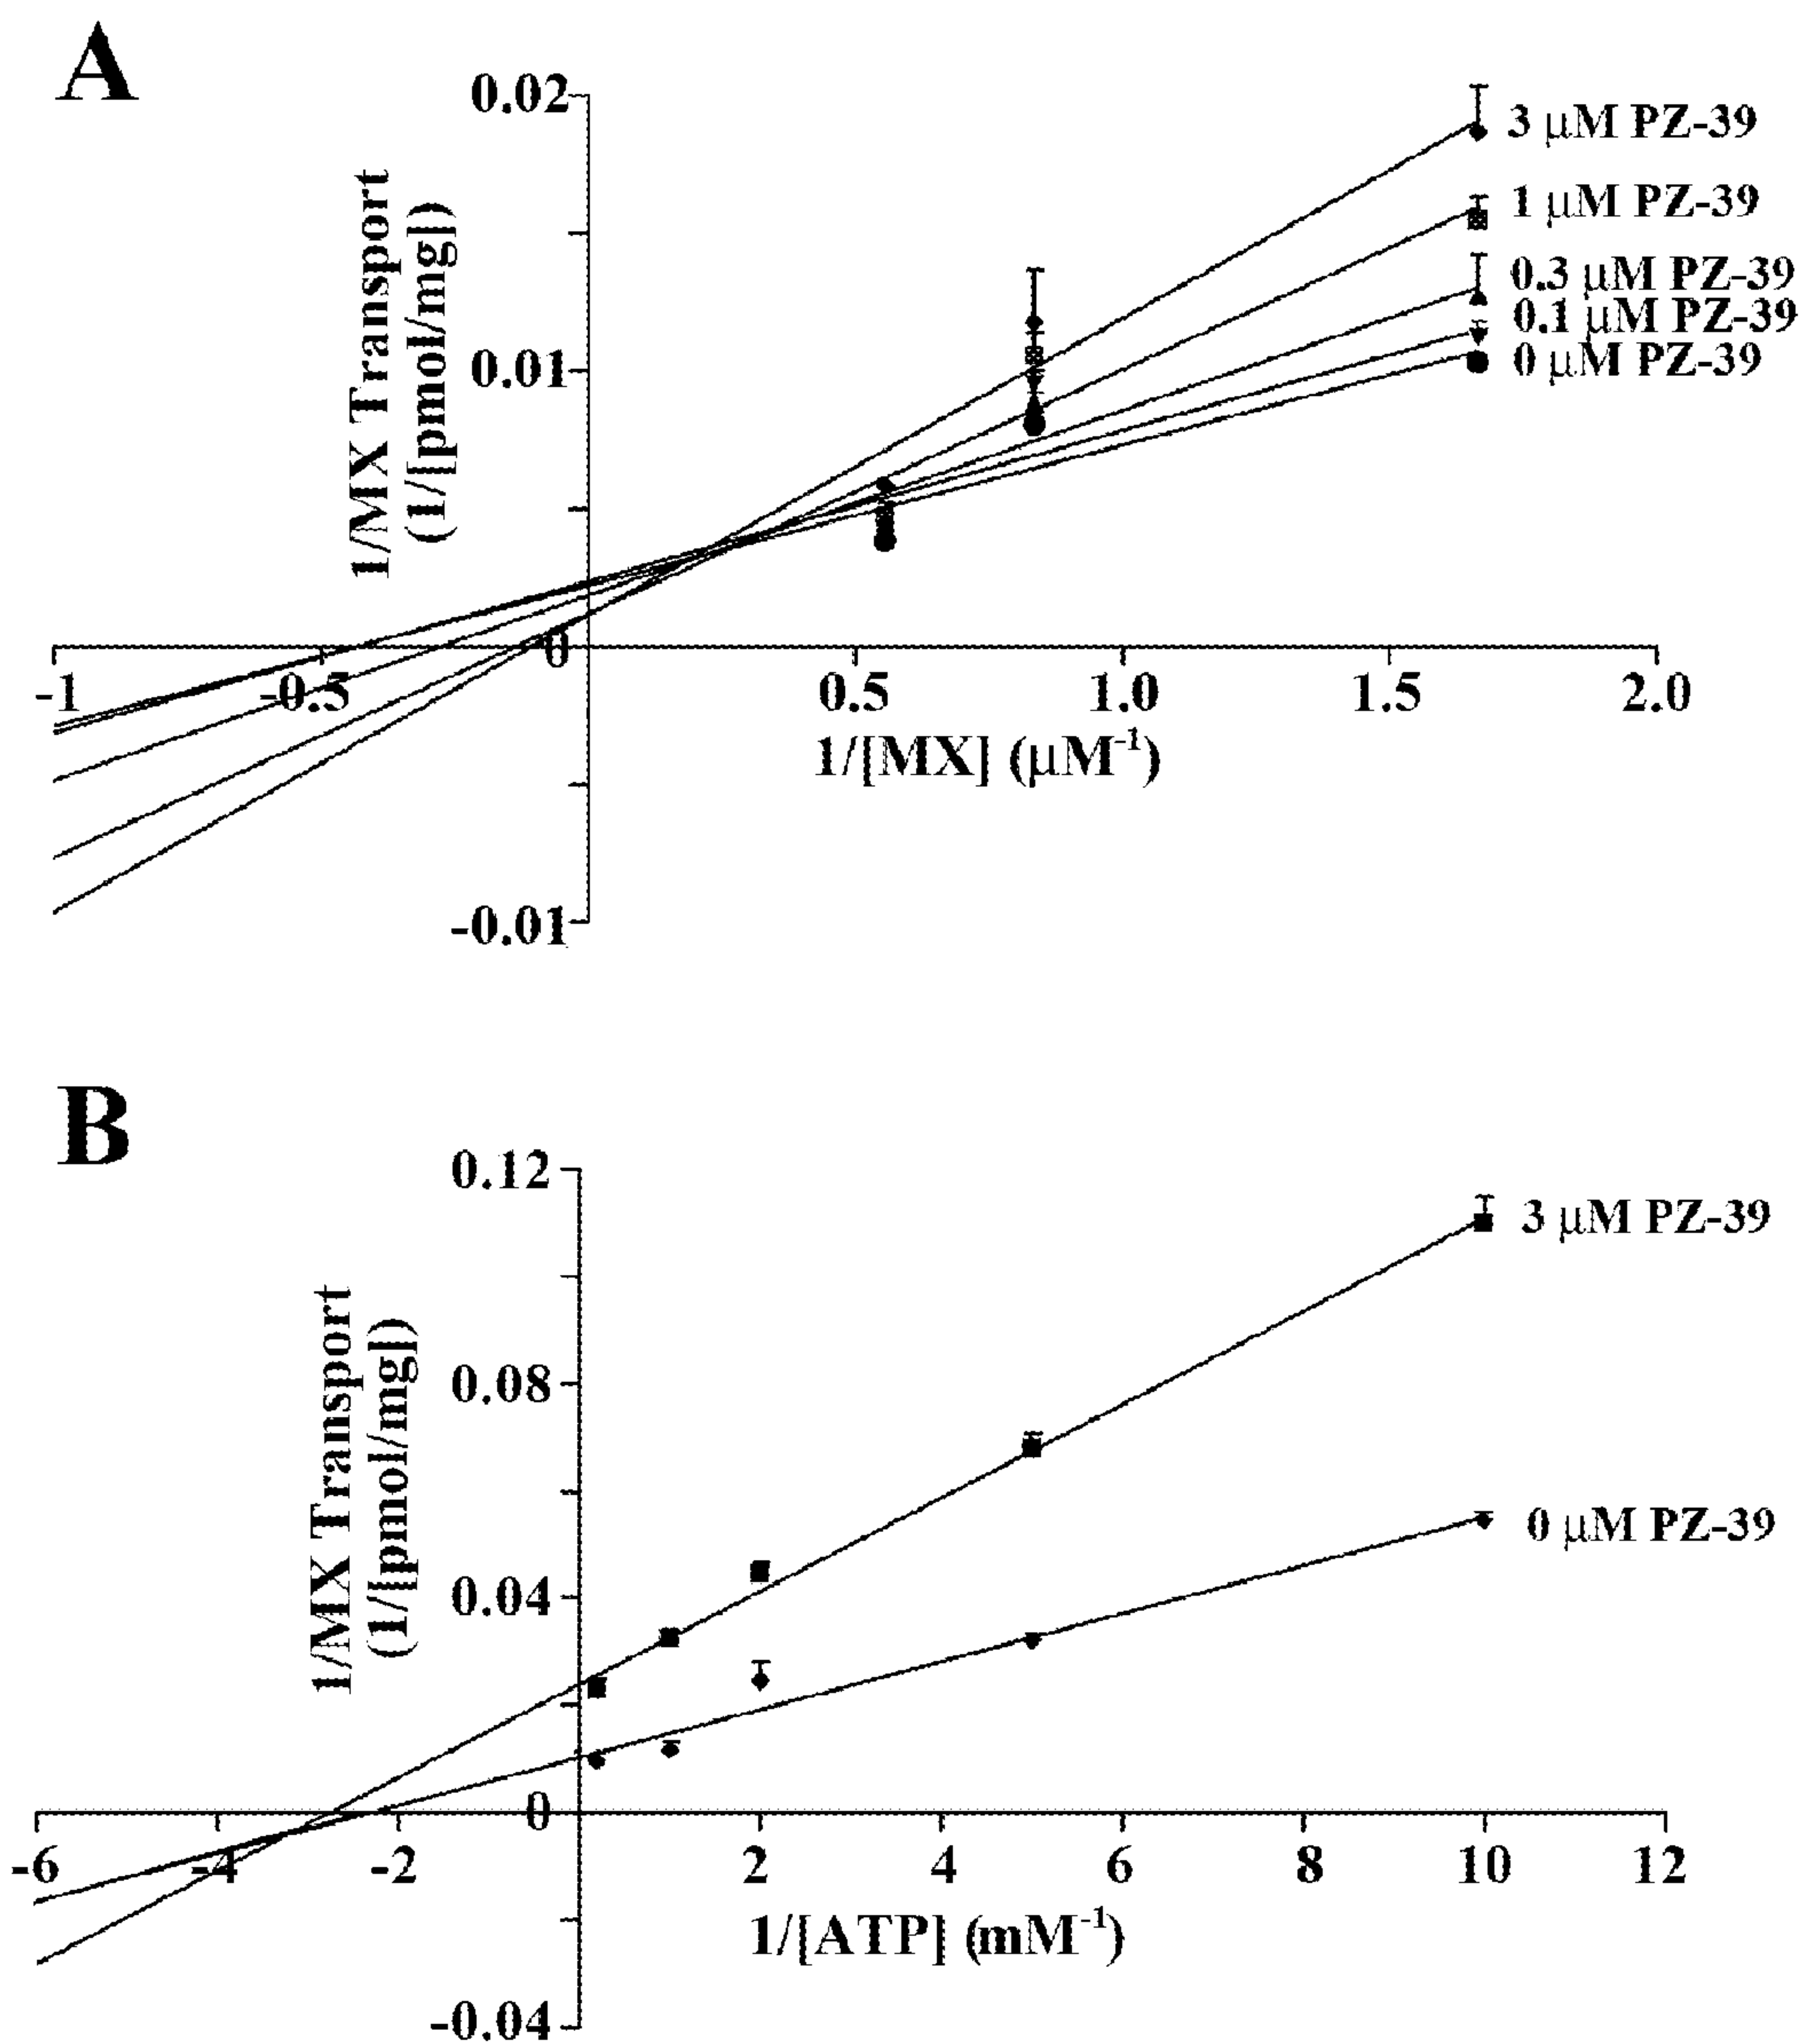 A
0.02
0.01
0
-0.01
1/MX Transport
(1/[pmol/mg])
3 μM PZ-39
1 μM PZ-39
0.3 μM PZ-39
0.1 μM PZ-39
0 μM PZ-39
-1 -0.5 0.5 1.0 1.5 2.0
1/[MX] (μM⁻¹)
B
0.12
0.08
0.04
0
-0.04
1/MX Transport
(1/[pmol/mg])
3 μM PZ-39
0 μM PZ-39
-6 -4 -2 2 4 6 8 10 12
1/[ATP] (mM⁻¹)